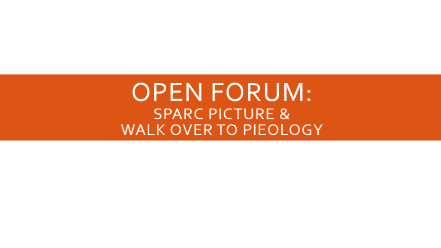 OPEN FORUM:
SPARC PICTURE &
WALK OVER TO PIEOLOGY